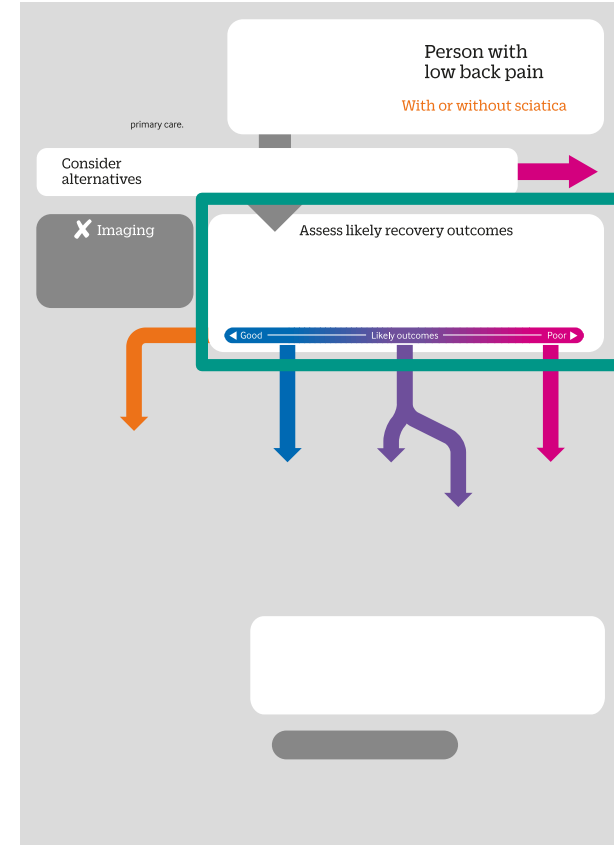 Person with
low back pain
With or without sciatica
primary care.
Consider
alternatives
✘ Imaging
Assess likely recovery outcomes
◀ Good
Likely outcomes
Poor ▶